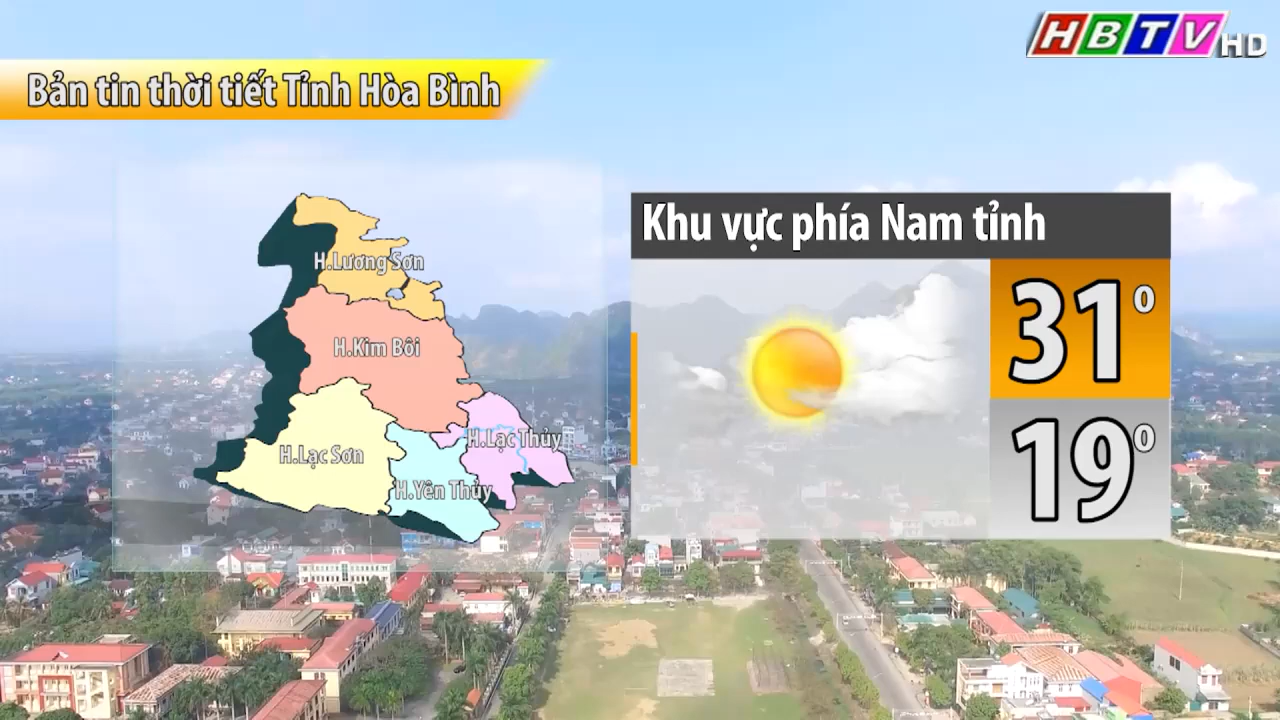 HBTV HD
Bản tin thời tiết Tỉnh Hòa Bình
Khu vực phía Nam tỉnh
H.Lương Sơn
H.Kim Bôi
H.Lạc Thủy
H.Lạc Sơn
H.Yên Thủy
31°
19°